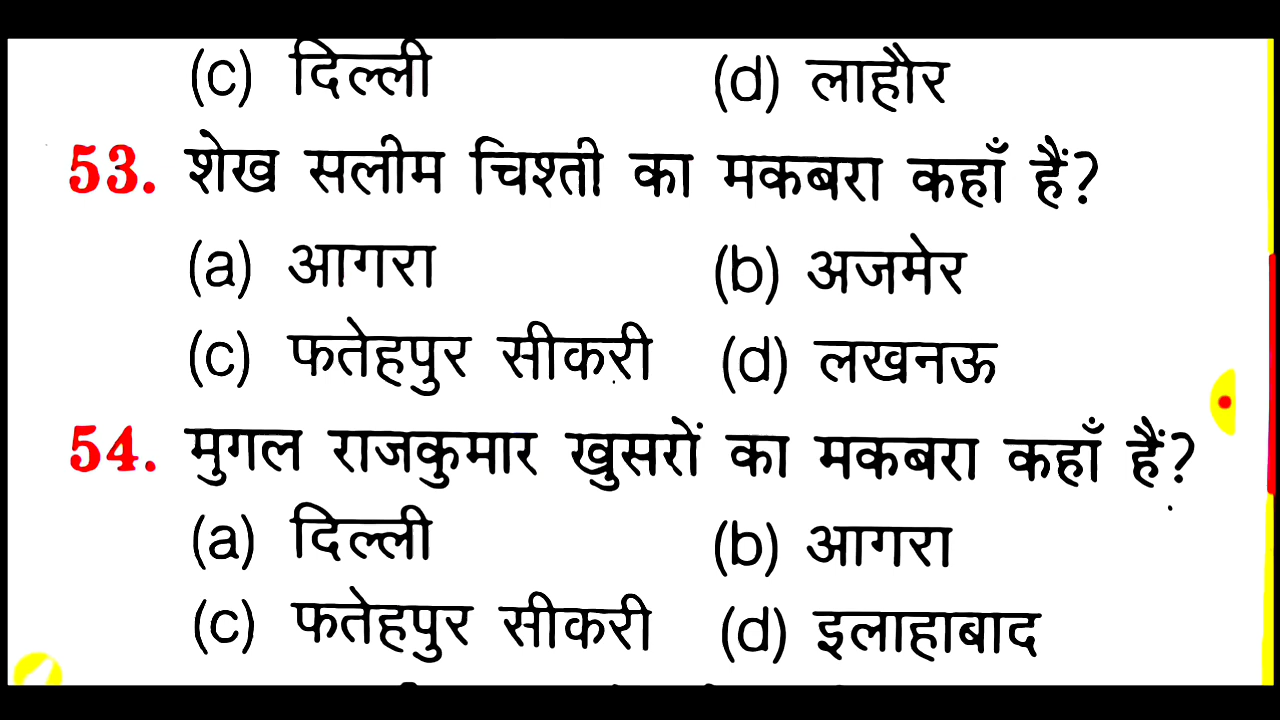 (c) दिल्ली (d) लाहौर
53. शेख सलीम चिश्ती का मकबरा कहाँ हैं?
(a) आगरा (b) अजमेर
(c) फतेहपुर सीकरी (d) लखनऊ
54. मुगल राजकुमार खुसरों का मकबरा कहाँ हैं?
(a) दिल्ली (b) आगरा
(c) फतेहपुर सीकरी (d) इलाहाबाद